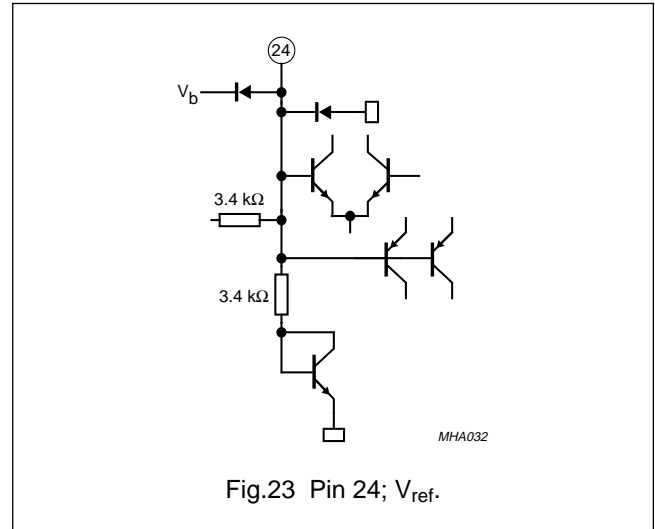 24
V_b
3.4 kΩ
3.4 kΩ
MHA032
Fig.23 Pin 24; V_ref.